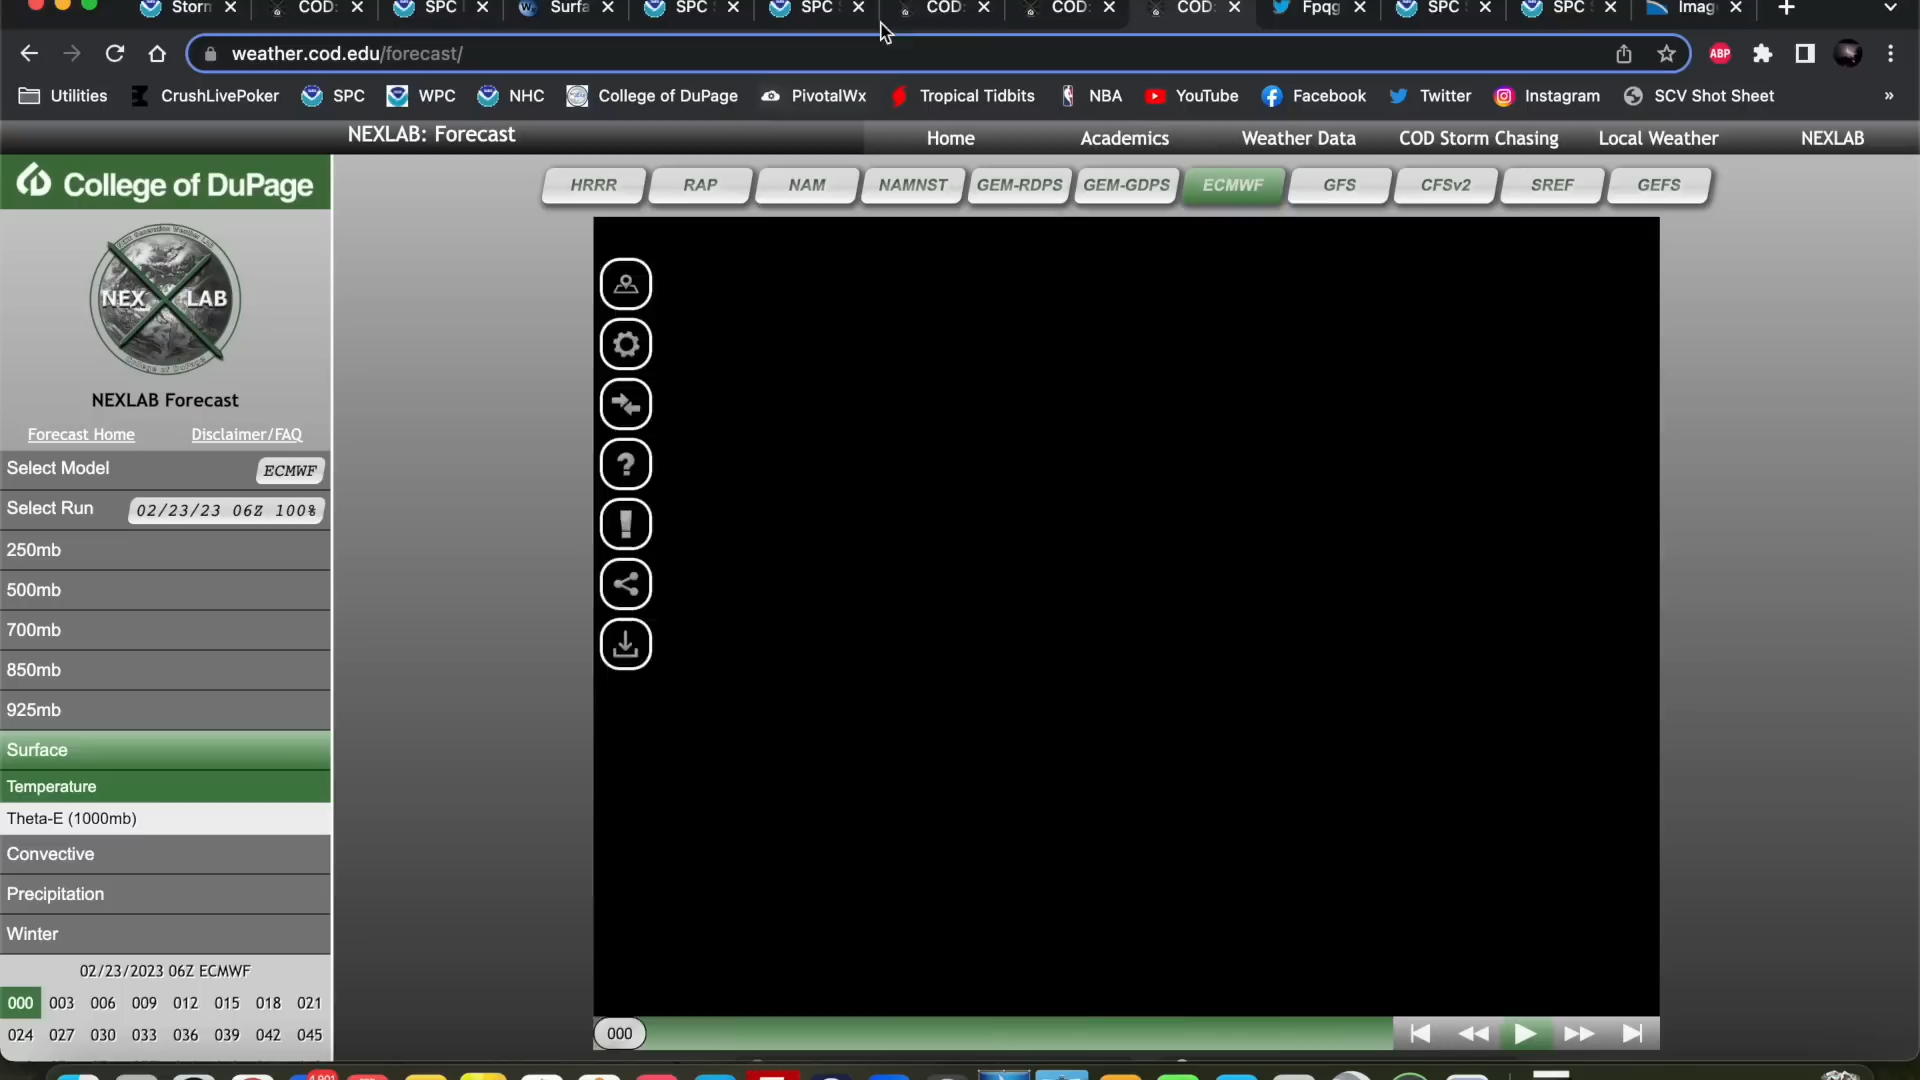 Storm COD: SPC Surfa SPC SPC COD: COD: COD: Fpqg SPC SPC Imag
weather.cod.edu/forecast/
ABP
Utilities CrushLivePoker SPC WPC NHC College of DuPage PivotalWx Tropical Tidbits NBA YouTube Facebook Twitter Instagram SCV Shot Sheet »
NEXLAB: Forecast Home Academics Weather Data COD Storm Chasing Local Weather NEXLAB
College of DuPage
HRRR RAP NAM NAMNST GEM-RDPS GEM-GDPS ECMWF GFS CFSv2 SREF GEFS
NEX LAB
NEXLAB Forecast
Forecast Home Disclaimer/FAQ
Select Model ECMWF
Select Run 02/23/23 06Z 100%
250mb
500mb
700mb
850mb
925mb
Surface
Temperature
Theta-E (1000mb)
Convective
Precipitation
Winter
02/23/2023 06Z ECMWF
000 003 006 009 012 015 018 021
024 027 030 033 036 039 042 045
000
4,901